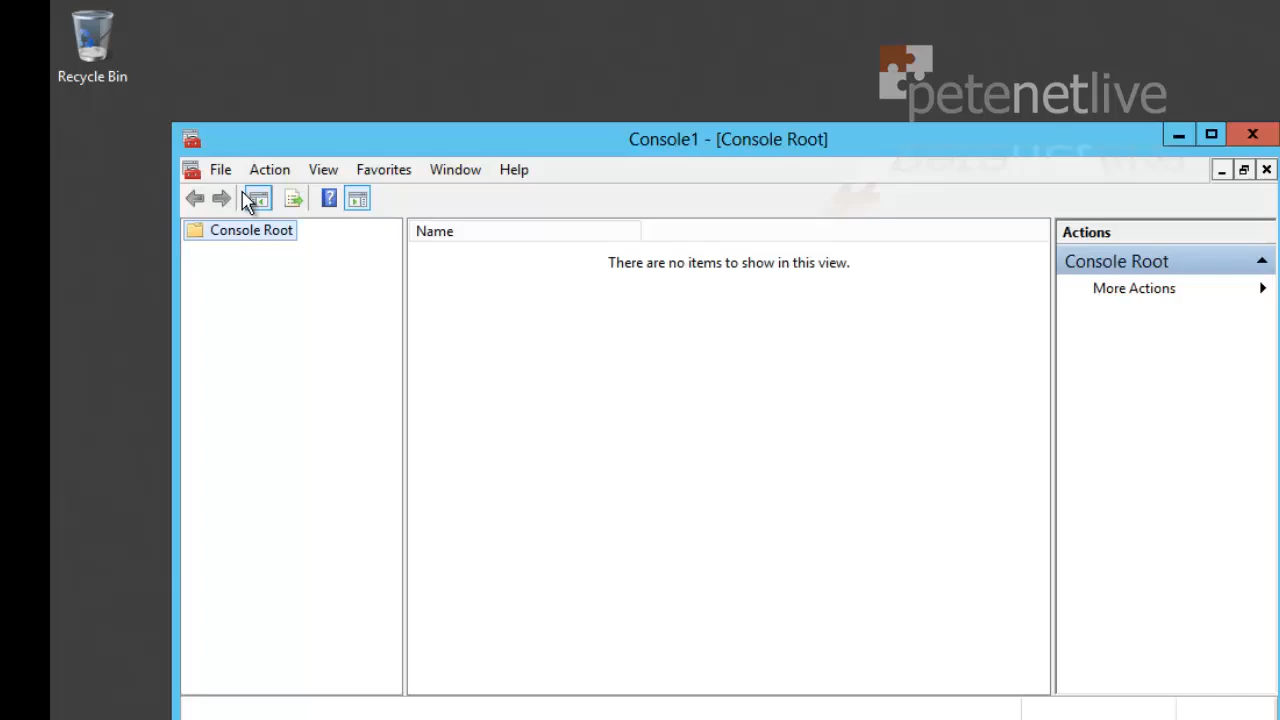 Recycle Bin
petenetlive
Console1 - [Console Root]
File Action View Favorites Window Help
Console Root
Name
There are no items to show in this view.
Actions
Console Root
More Actions